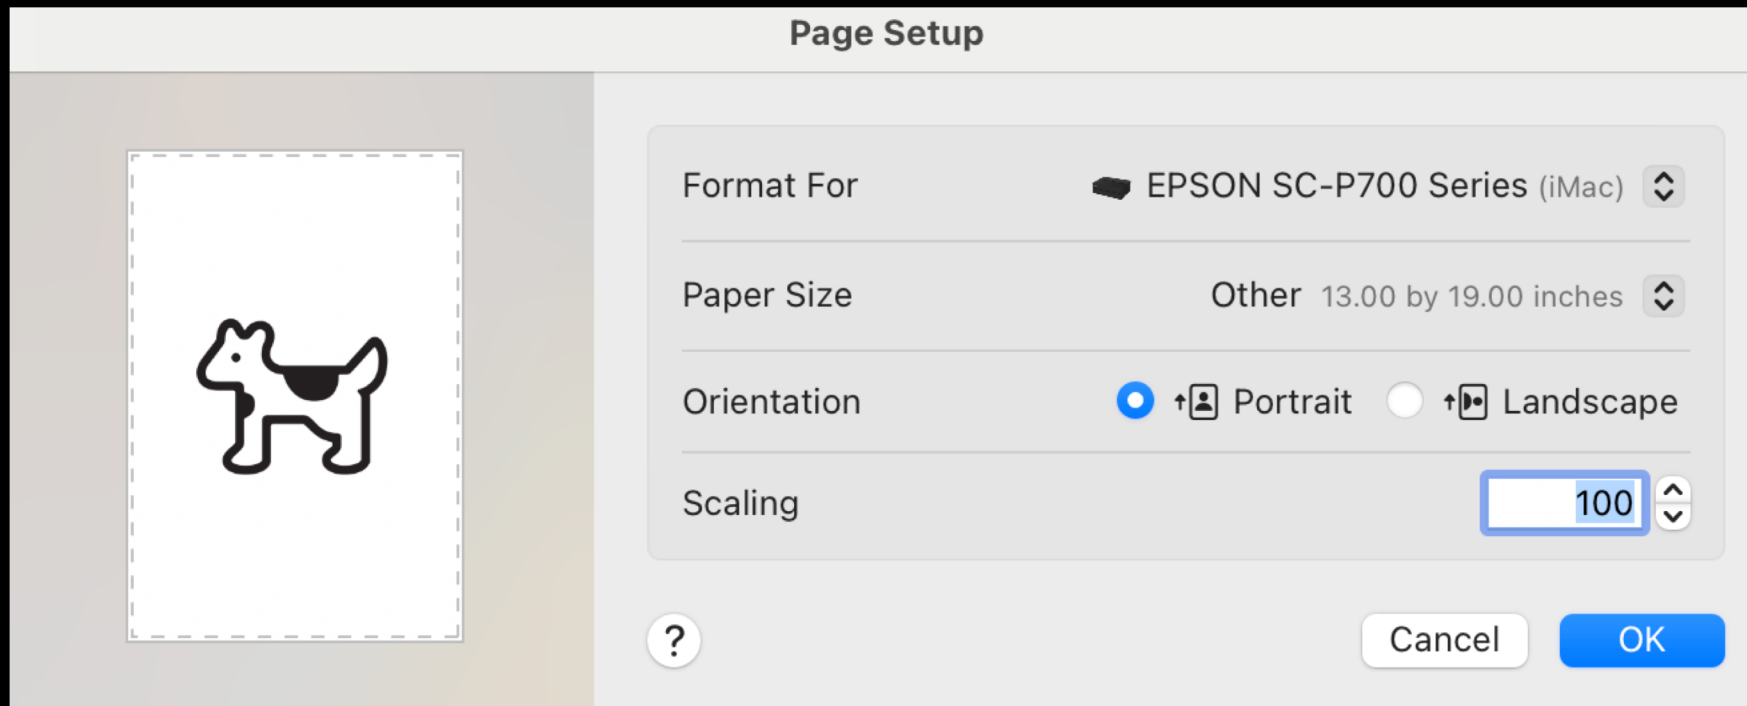 Page Setup
Format For EPSON SC-P700 Series (iMac)
Paper Size Other 13.00 by 19.00 inches
Orientation Portrait Landscape
Scaling 100
? Cancel OK